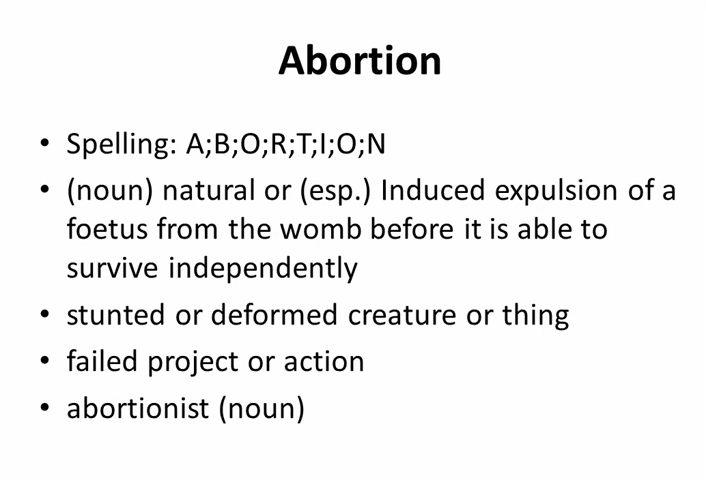 Abortion
• Spelling: A;B;O;R;T;I;O;N
• (noun) natural or (esp.) Induced expulsion of a
foetus from the womb before it is able to
survive independently
• stunted or deformed creature or thing
• failed project or action
• abortionist (noun)